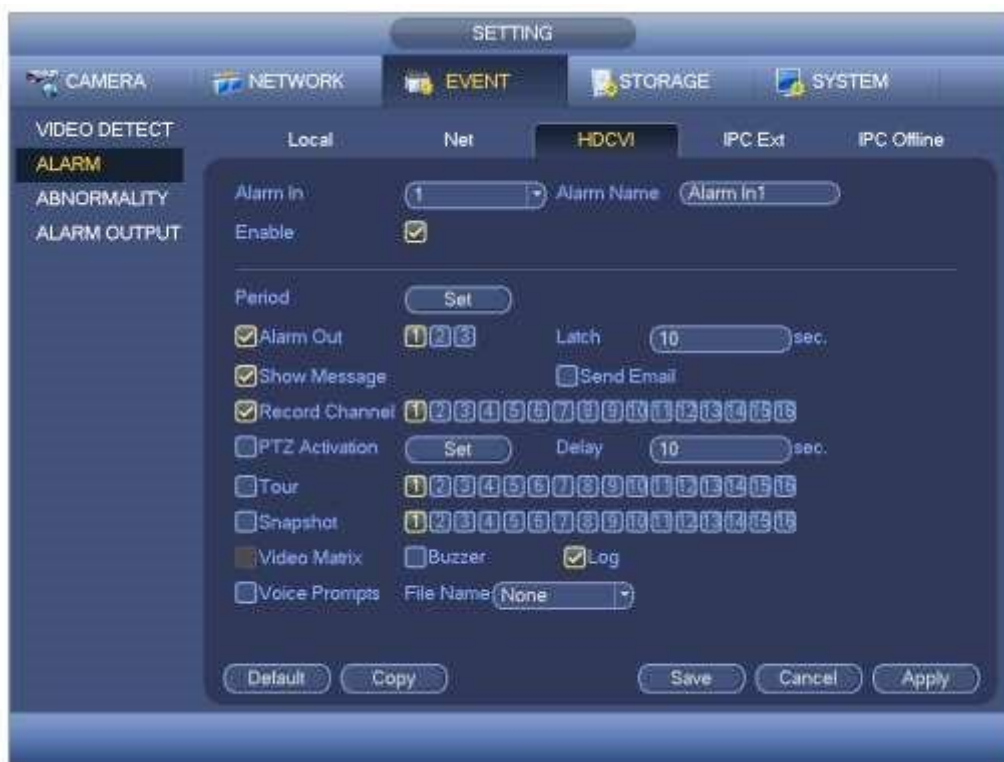 SETTING
CAMERA NETWORK EVENT STORAGE SYSTEM
VIDEO DETECT
ALARM
ABNORMALITY
ALARM OUTPUT
Local Net HDCVI IPC Ext IPC Offline
Alarm In 1 Alarm Name Alarm In1
Enable
Period Set
Alarm Out 1 2 3 Latch 10 sec.
Show Message Send Email
Record Channel 1 2 3 4 5 6 7 8 9 10 11 12 13 14 15 16
PTZ Activation Set Delay 10 sec.
Tour 1 2 3 4 5 6 7 8 9 10 11 12 13 14 15 16
Snapshot 1 2 3 4 5 6 7 8 9 10 11 12 13 14 15 16
Video Matrix Buzzer Log
Voice Prompts File Name None
Default Copy Save Cancel Apply